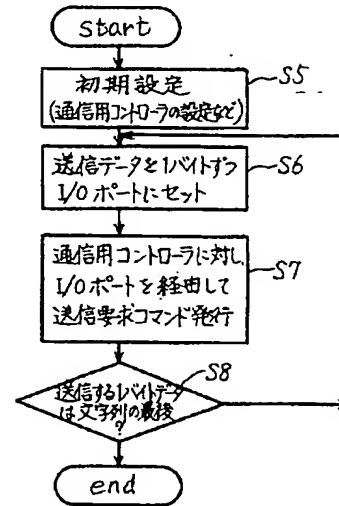 start
初期設定
(通信用コントローラの設定など)
S5
送信データを1バイトずつ
I/Oポートにセット
S6
通信用コントローラに対し,
I/Oポートを経由して
送信要求コマンド発行
S7
送信する1バイトデータ
は文字列の最後
?
S8
end